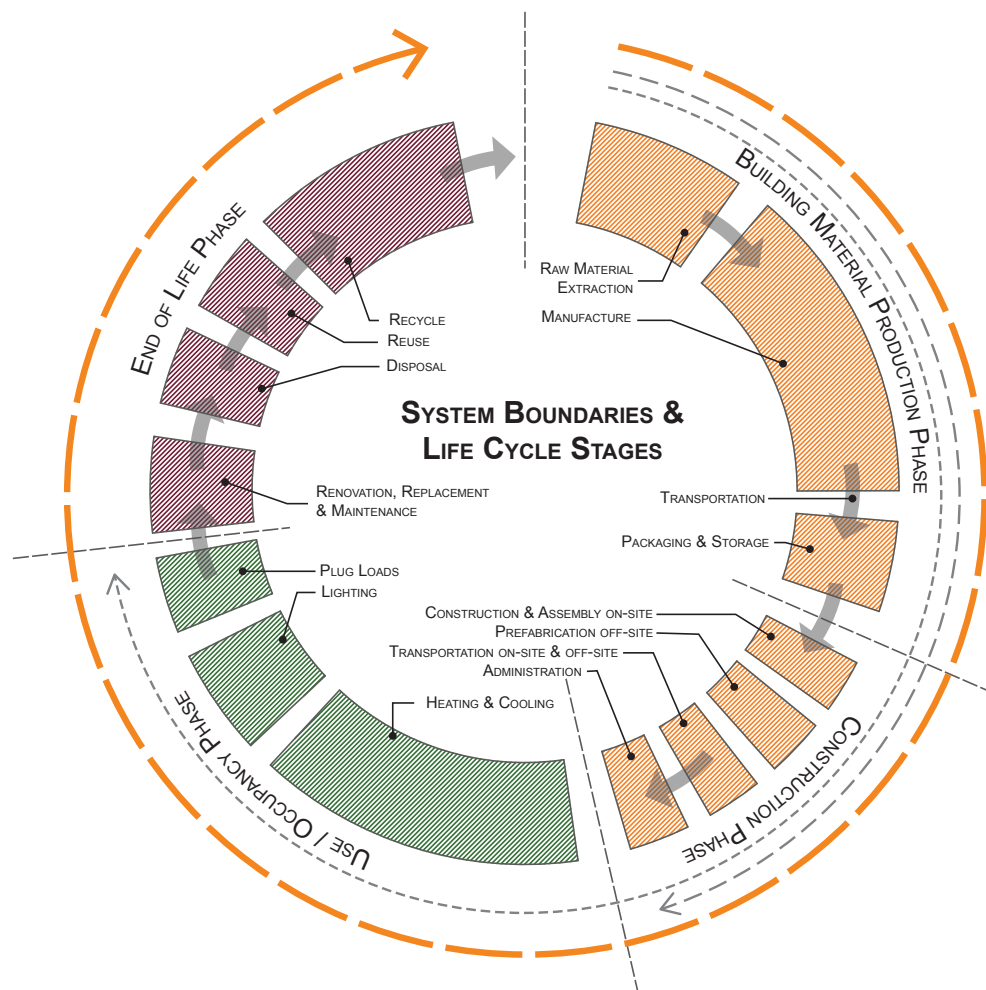 System Boundaries &
Life Cycle Stages
Building Material Production Phase
Raw Material
Extraction
Manufacture
Transportation
Packaging & Storage
Construction Phase
Construction & Assembly on-site
Prefabrication off-site
Transportation on-site & off-site
Administration
Use / Occupancy Phase
Heating & Cooling
Lighting
Plug Loads
End of Life Phase
Renovation, Replacement
& Maintenance
Disposal
Reuse
Recycle